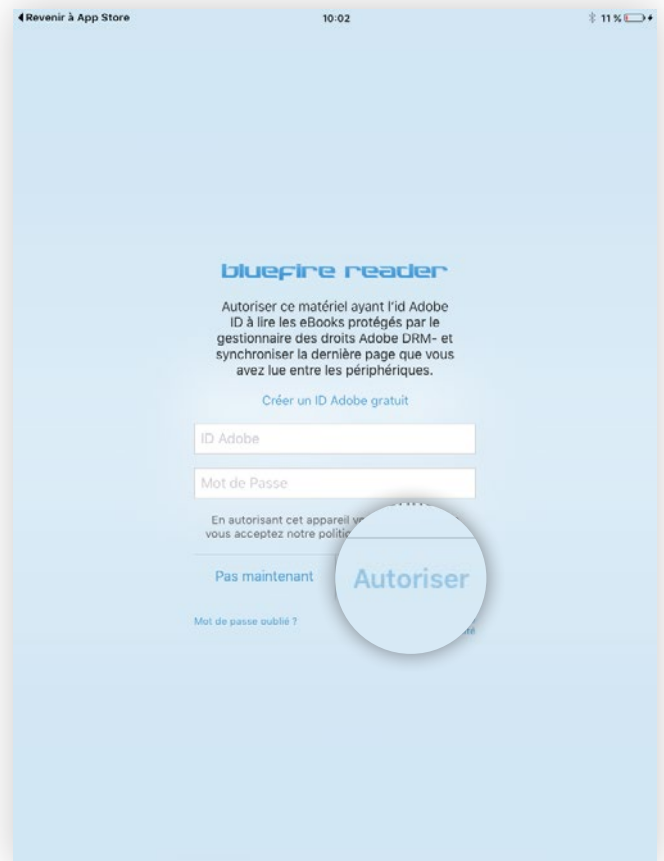 Revenir à App Store 10:02 11 %
bluefire reader
Autoriser ce matériel ayant l'id Adobe
ID à lire les eBooks protégés par le
gestionnaire des droits Adobe DRM- et
synchroniser la dernière page que vous
avez lue entre les périphériques.
Créer un ID Adobe gratuit
ID Adobe
Mot de Passe
En autorisant cet appareil
vous acceptez notre
Pas maintenant Autoriser
Mot de passe oublié ?